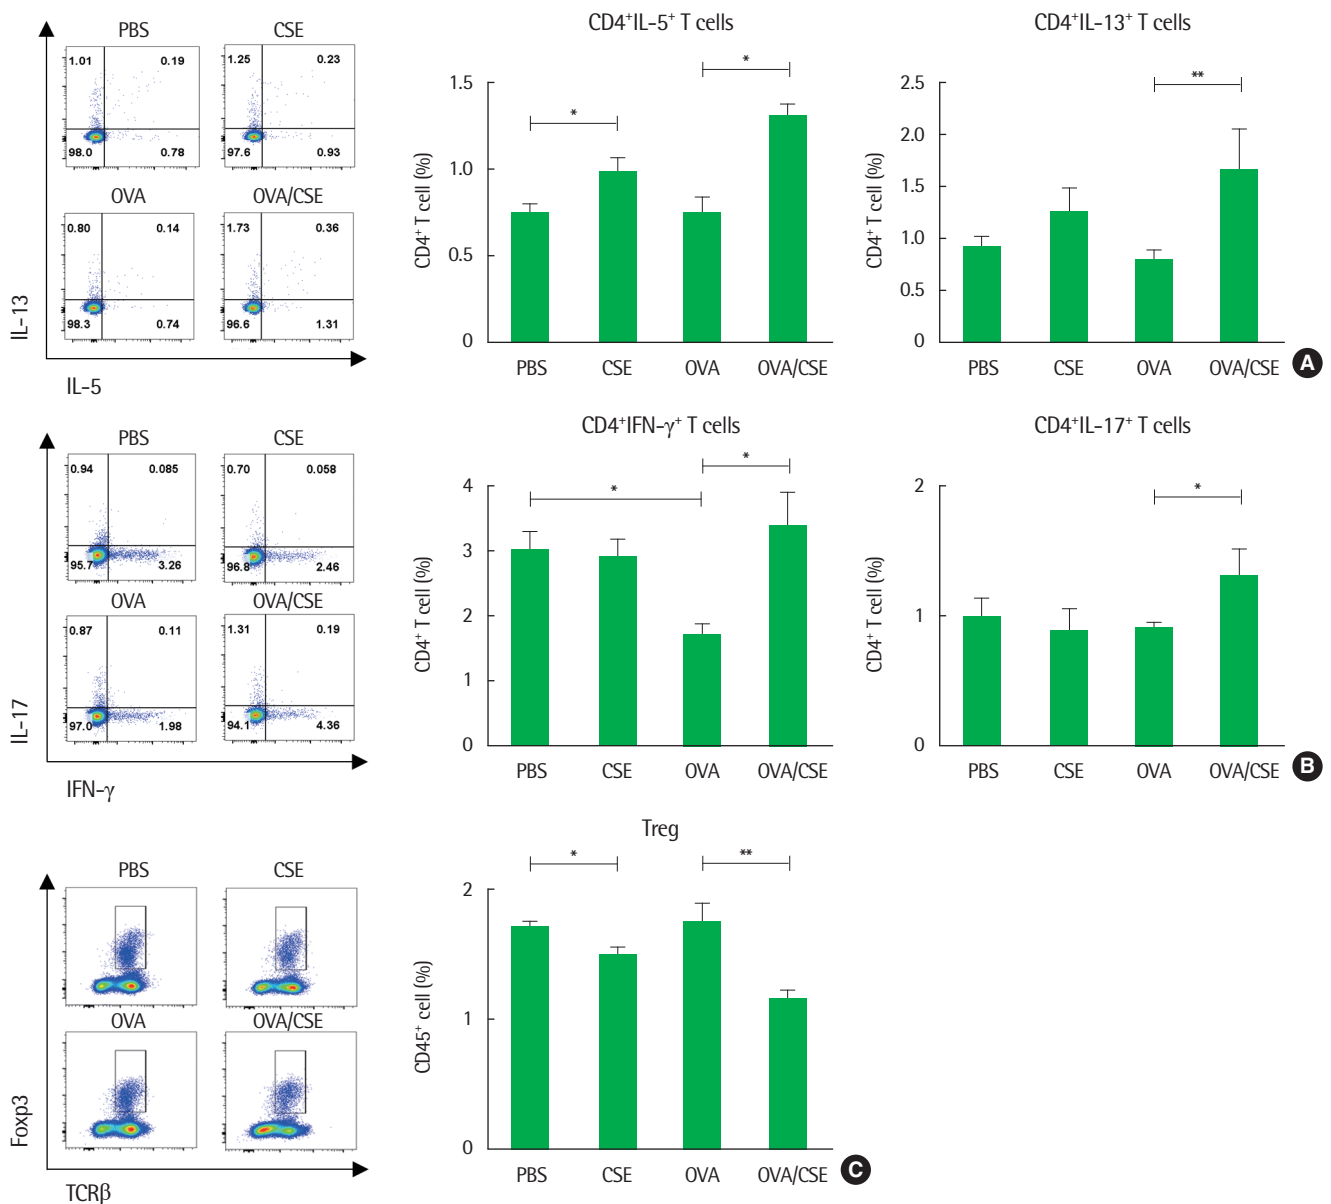 PBS
CSE
1.01
0.19
1.25
0.23
98.0
0.78
97.6
0.93
OVA
OVA/CSE
0.80
0.14
1.73
0.36
98.3
0.74
96.6
1.31
IL-13
IL-5
CD4⁺IL-5⁺ T cells
CD4⁺ T cell (%)
1.5
1.0
0.5
0
*
*
PBS
CSE
OVA
OVA/CSE
CD4⁺IL-13⁺ T cells
CD4⁺ T cell (%)
2.5
2.0
1.5
1.0
0.5
0
**
PBS
CSE
OVA
OVA/CSE
A
PBS
CSE
0.94
0.085
0.70
0.058
95.7
3.26
96.8
2.46
OVA
OVA/CSE
0.87
0.11
1.31
0.19
97.0
1.98
94.1
4.36
IL-17
IFN-γ
CD4⁺IFN-γ⁺ T cells
CD4⁺ T cell (%)
4
3
2
1
0
*
*
PBS
CSE
OVA
OVA/CSE
CD4⁺IL-17⁺ T cells
CD4⁺ T cell (%)
2
1
0
*
PBS
CSE
OVA
OVA/CSE
B
PBS
CSE
OVA
OVA/CSE
Foxp3
TCRβ
Treg
CD45⁺ cell (%)
2
1
0
*
**
PBS
CSE
OVA
OVA/CSE
C